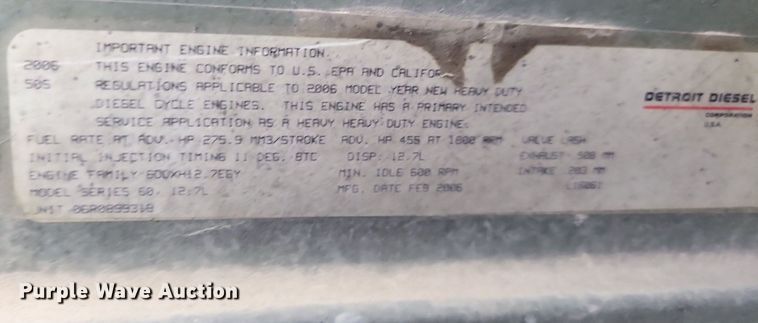 IMPORTANT ENGINE INFORMATION.
2006 THIS ENGINE CONFORMS TO U.S. EPA AND CALIFOR
505 REGULATIONS APPLICABLE TO 2006 MODEL YEAR NEW HEAVY DUTY
DIESEL CYCLE ENGINES. THIS ENGINE HAS A PRIMARY INTENDED
SERVICE APPLICATION AS A HEAVY HEAVY DUTY ENGINE.
DETROIT DIESEL
CORPORATION
U.S.A.
FUEL RATE AT ADV. HP 275.9 MM3/STROKE ADV. HP 455 AT 1800 RPM VALVE LASH
INITIAL INJECTION TIMING 11 DEG. BTC DISP. 12.7L EXHAUST .508 MM
ENGINE FAMILY 6DDXH12.7EGY MIN. IDLE 600 RPM INTAKE .203 MM
MODEL SERIES 60, 12.7L MFG. DATE FEB 2006
UNIT 06R0899318
Purple Wave Auction